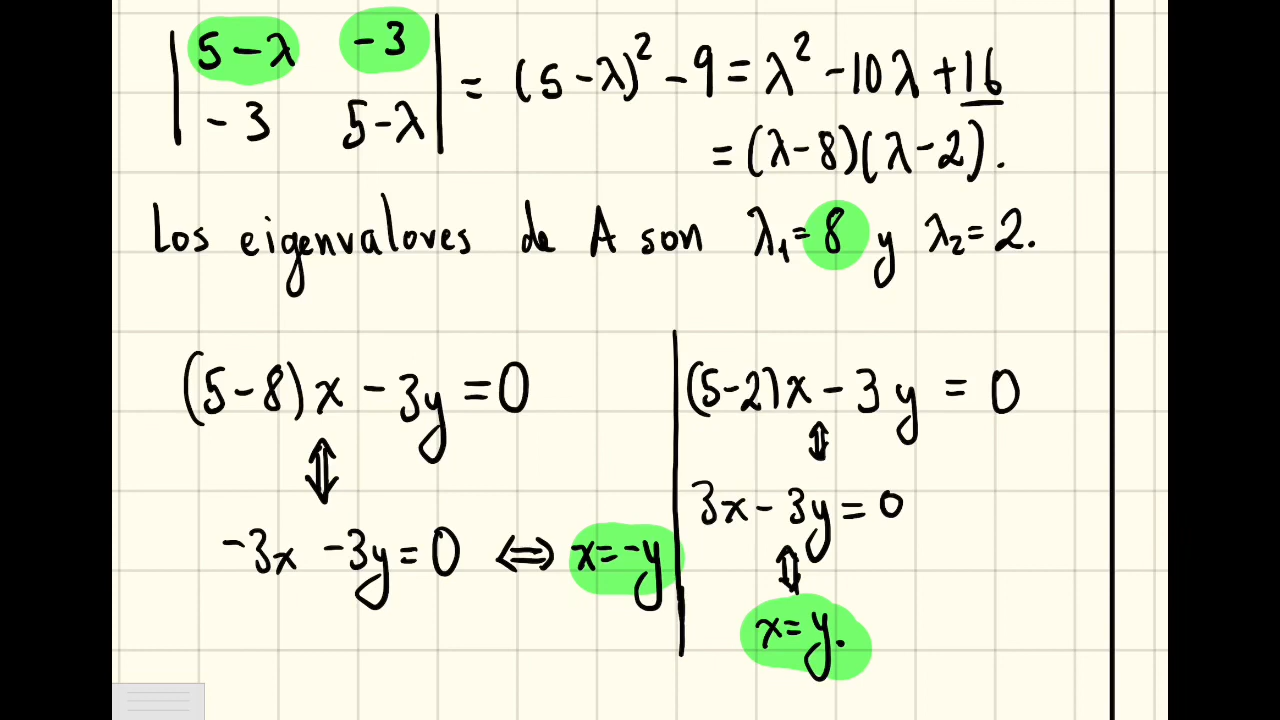 | 5-λ  -3 |
| -3  5-λ | = (5-λ)² - 9 = λ² - 10λ + 16
= (λ-8)(λ-2).
Los eigenvalores de A son λ₁=8 y λ₂=2.
(5-8)x - 3y = 0
⇕
-3x -3y = 0 ⟺ x=-y
(5-2)x - 3y = 0
⇕
3x - 3y = 0
⇕
x=y.